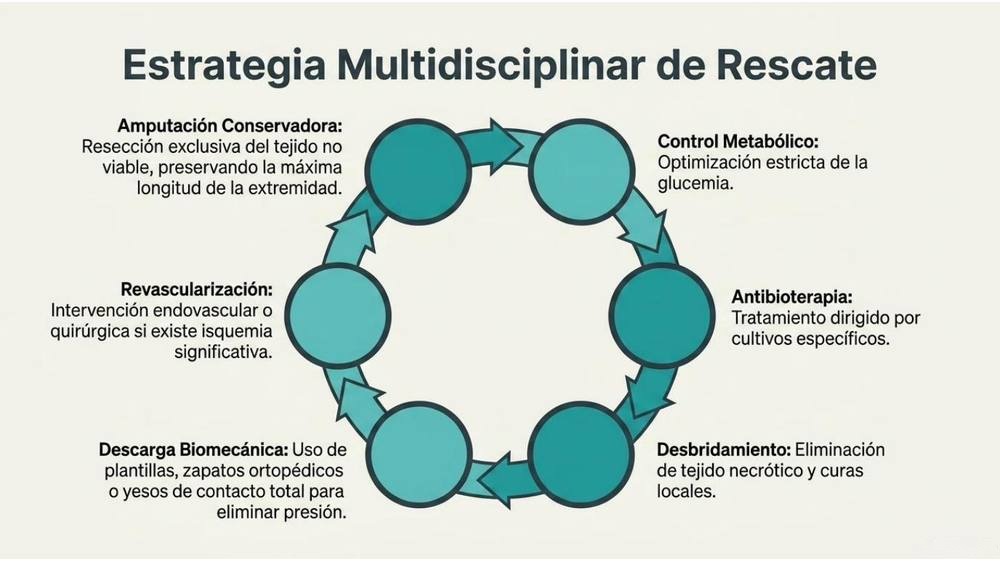 Estrategia Multidisciplinar de Rescate
Amputación Conservadora:
Resección exclusiva del tejido no
viable, preservando la máxima
longitud de la extremidad.
Control Metabólico:
Optimización estricta de la
glucemia.
Revascularización:
Intervención endovascular o
quirúrgica si existe isquemia
significativa.
Antibioterapia:
Tratamiento dirigido por
cultivos específicos.
Descarga Biomecánica: Uso de
plantillas, zapatos ortopédicos
o yesos de contacto total para
eliminar presión.
Desbridamiento: Eliminación
de tejido necrótico y curas
locales.